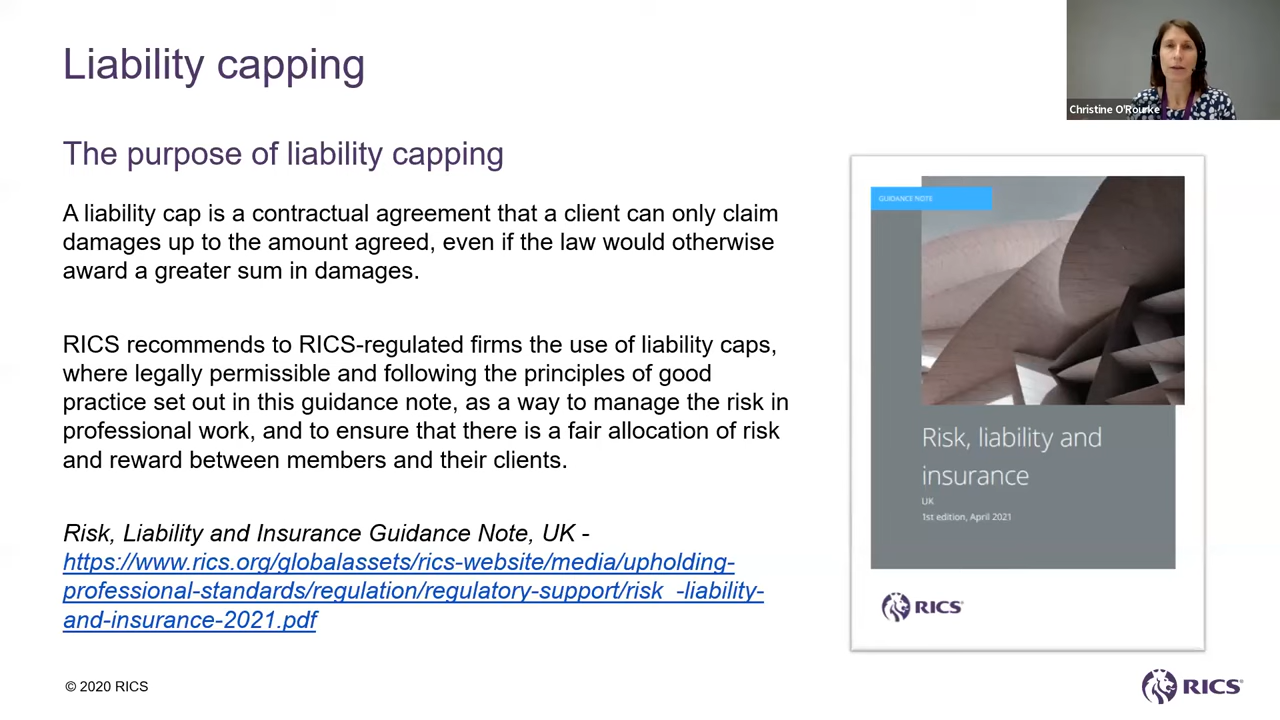 Liability capping
Christine O'Rourke
The purpose of liability capping
A liability cap is a contractual agreement that a client can only claim
damages up to the amount agreed, even if the law would otherwise
award a greater sum in damages.
RICS recommends to RICS-regulated firms the use of liability caps,
where legally permissible and following the principles of good
practice set out in this guidance note, as a way to manage the risk in
professional work, and to ensure that there is a fair allocation of risk
and reward between members and their clients.
Risk, Liability and Insurance Guidance Note, UK -
https://www.rics.org/globalassets/rics-website/media/upholding-
professional-standards/regulation/regulatory-support/risk_-liability-
and-insurance-2021.pdf
GUIDANCE NOTE
Risk, liability and
insurance
UK
1st edition, April 2021
RICS
© 2020 RICS
RICS